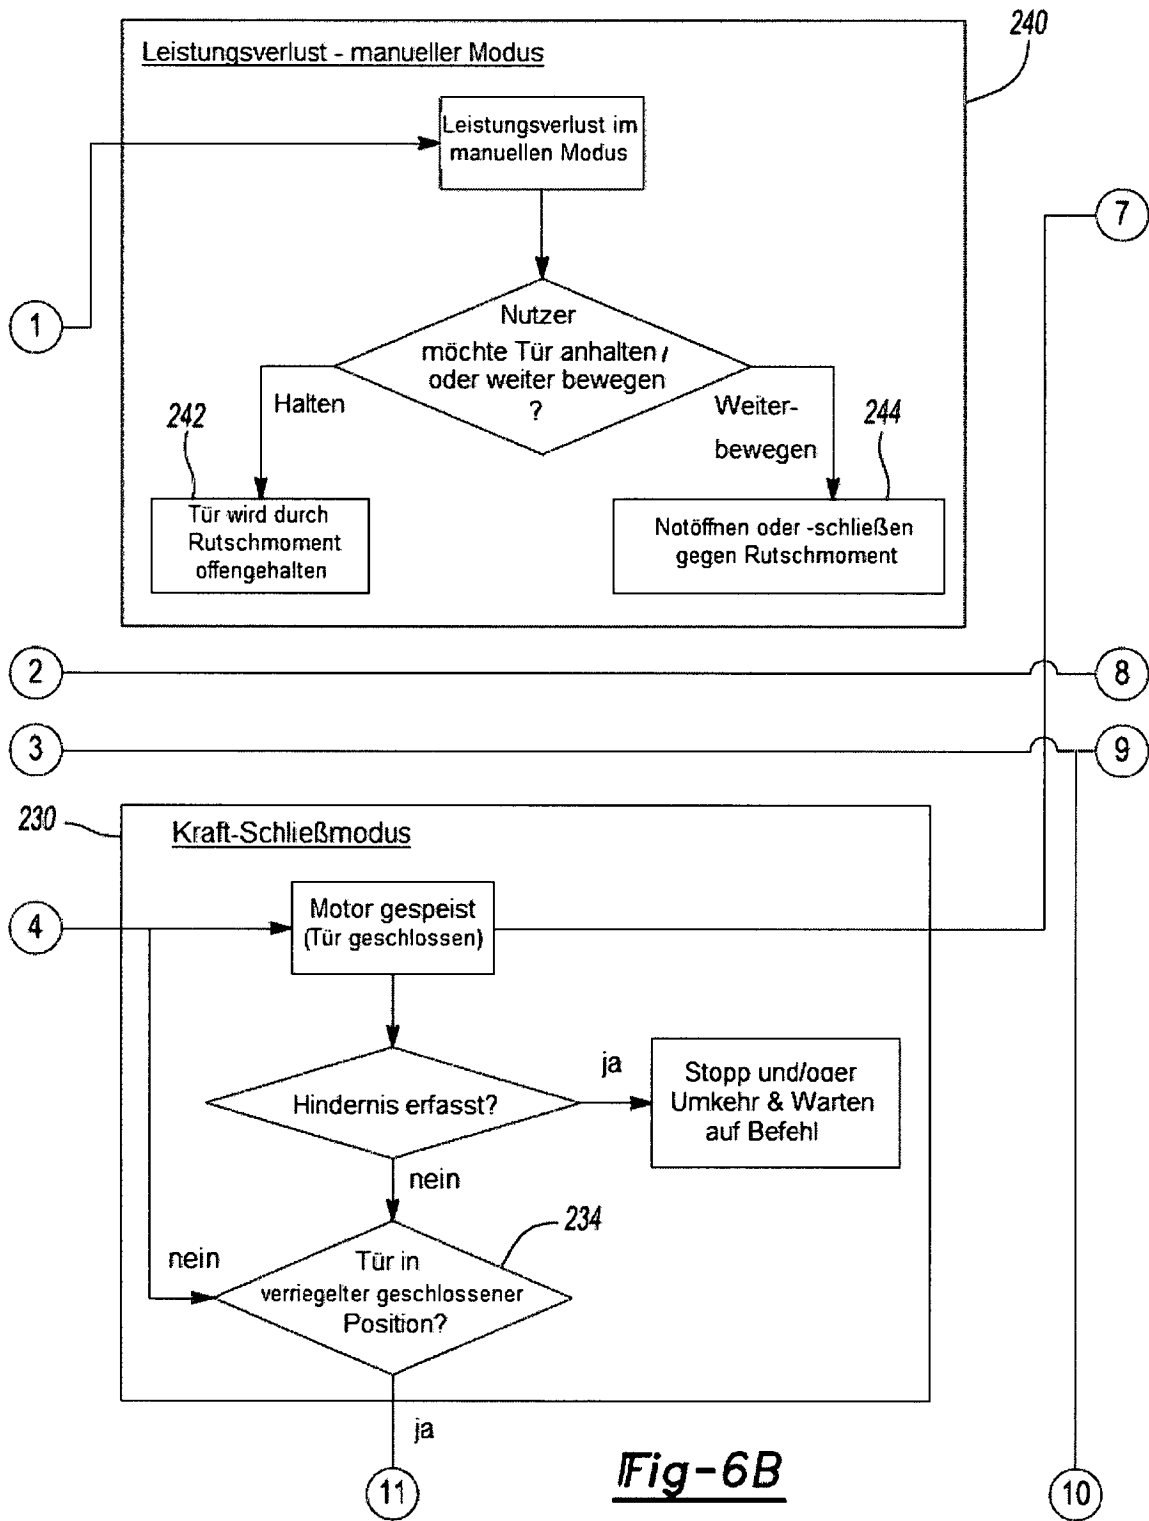 240
Leistungsverlust - manueller Modus
Leistungsverlust im
manuellen Modus
7
1
Nutzer
möchte Tür anhalten /
oder weiter bewegen
?
Halten
Weiter-
bewegen
242
244
Tür wird durch
Rutschmoment
offengehalten
Notöffnen oder -schließen
gegen Rutschmoment
2
8
3
9
230
Kraft-Schließmodus
4
Motor gespeist
(Tür geschlossen)
Hindernis erfasst?
ja
Stopp und/oder
Umkehr & Warten
auf Befehl
nein
234
nein
Tür in
verriegelter geschlossener
Position?
ja
11
Fig-6B
10